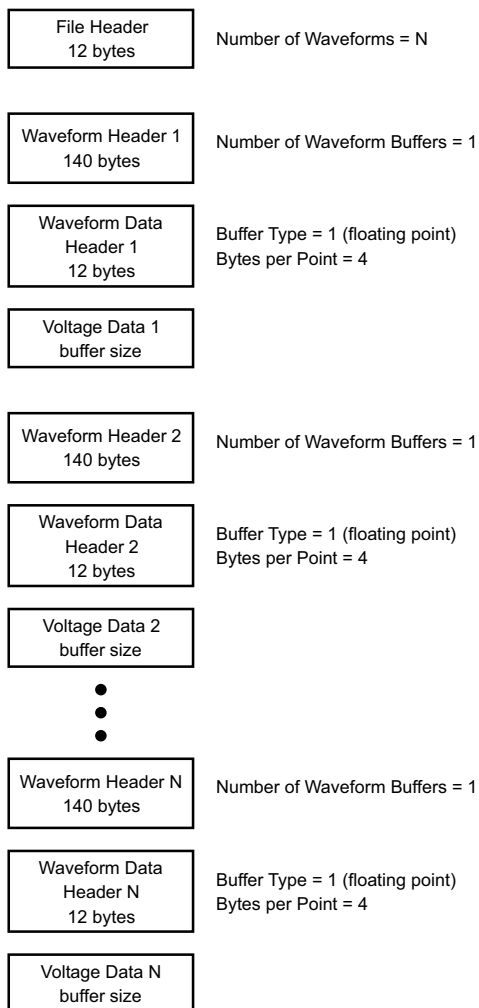 File Header
12 bytes
Number of Waveforms = N
Waveform Header 1
140 bytes
Number of Waveform Buffers = 1
Waveform Data
Header 1
12 bytes
Buffer Type = 1 (floating point)
Bytes per Point = 4
Voltage Data 1
buffer size
Waveform Header 2
140 bytes
Number of Waveform Buffers = 1
Waveform Data
Header 2
12 bytes
Buffer Type = 1 (floating point)
Bytes per Point = 4
Voltage Data 2
buffer size
Waveform Header N
140 bytes
Number of Waveform Buffers = 1
Waveform Data
Header N
12 bytes
Buffer Type = 1 (floating point)
Bytes per Point = 4
Voltage Data N
buffer size